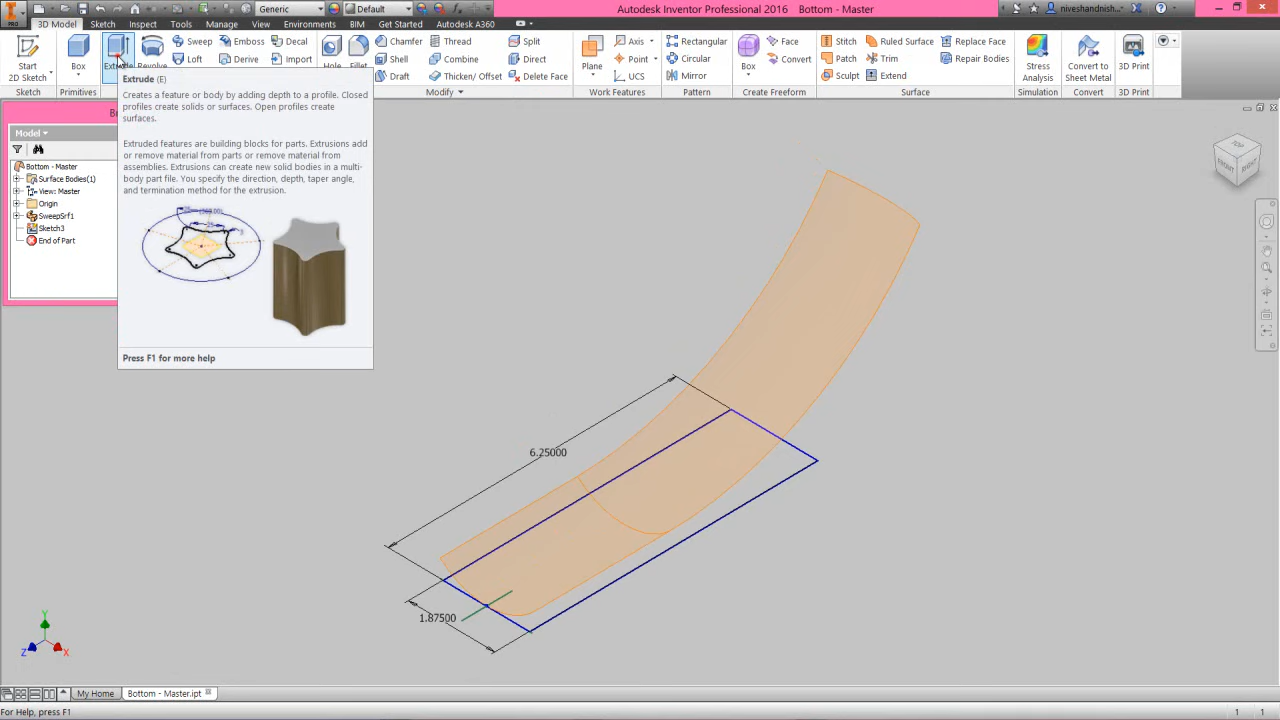 Generic
Default
Autodesk Inventor Professional 2016   Bottom - Master
niveshandnish...
PRO
3D Model
Sketch
Inspect
Tools
Manage
View
Environments
BIM
Get Started
Autodesk A360
Start
2D Sketch
Box
Extrude
Revolve
Sweep
Loft
Emboss
Derive
Decal
Import
Hole
Fillet
Chamfer
Shell
Draft
Thread
Combine
Thicken/ Offset
Split
Direct
Delete Face
Plane
Axis
Point
UCS
Rectangular
Circular
Mirror
Box
Face
Convert
Stitch
Patch
Sculpt
Ruled Surface
Trim
Extend
Replace Face
Repair Bodies
Stress
Analysis
Convert to
Sheet Metal
3D Print
Sketch
Primitives
Modify
Work Features
Pattern
Create Freeform
Surface
Simulation
Convert
3D Print
Extrude (E)
Creates a feature or body by adding depth to a profile. Closed
profiles create solids or surfaces. Open profiles create
surfaces.
Extruded features are building blocks for parts. Extrusions add
or remove material from parts or remove material from
assemblies. Extrusions can create new solid bodies in a multi-
body part file. You specify the direction, depth, taper angle,
and termination method for the extrusion.
Press F1 for more help
Model
Bottom - Master
Surface Bodies(1)
View: Master
Origin
SweepSrf1
Sketch3
End of Part
TOP
FRONT
RIGHT
6.25000
1.87500
Y
Z
X
My Home
Bottom - Master.ipt
For Help, press F1
1
1